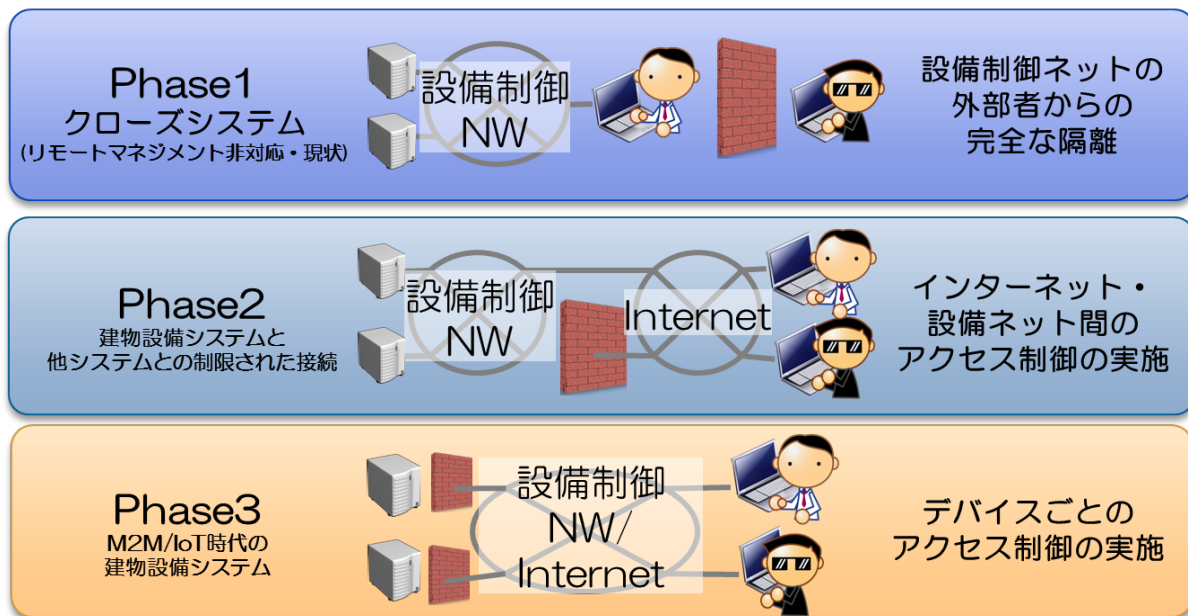 Phase1
クローズシステム
(リモートマネジメント非対応・現状)
設備制御
NW
設備制御ネットの
外部者からの
完全な隔離
Phase2
建物設備システムと
他システムとの制限された接続
設備制御
NW
Internet
インターネット・
設備ネット間の
アクセス制御の実施
Phase3
M2M/IoT時代の
建物設備システム
設備制御
NW/
Internet
デバイスごとの
アクセス制御の実施